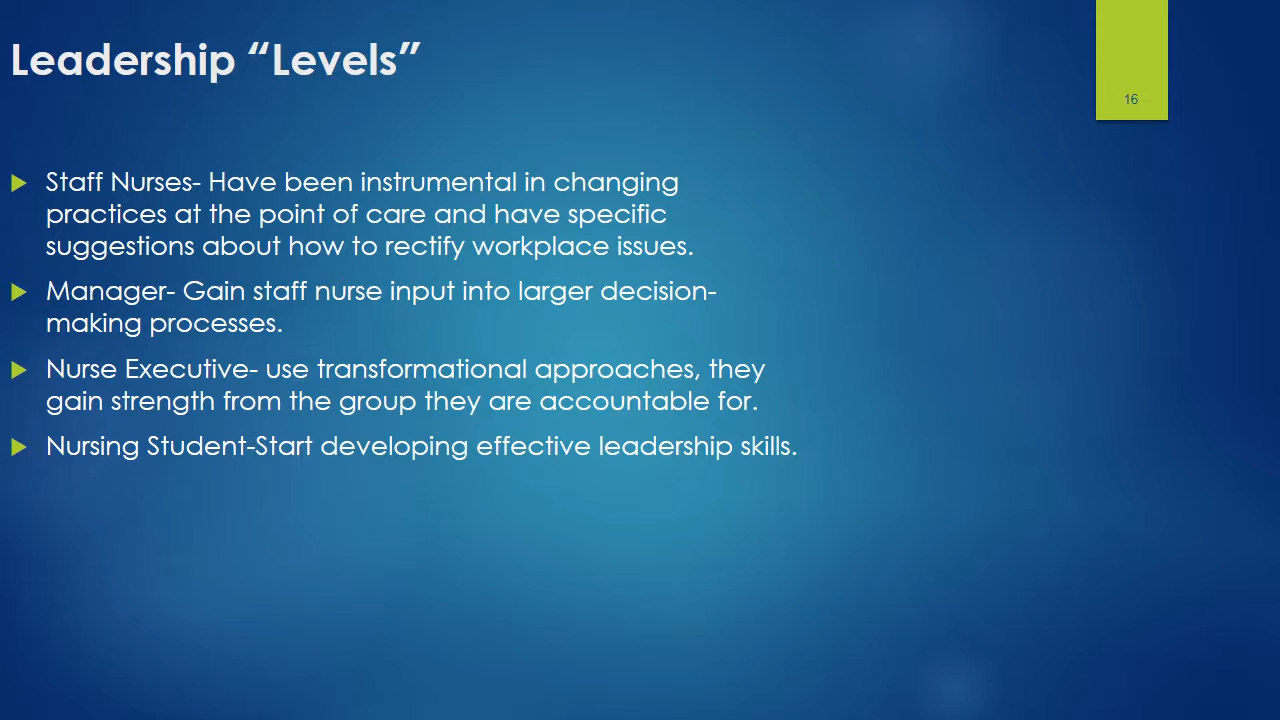 Leadership “Levels”
16
Staff Nurses- Have been instrumental in changing
practices at the point of care and have specific
suggestions about how to rectify workplace issues.
Manager- Gain staff nurse input into larger decision-
making processes.
Nurse Executive- use transformational approaches, they
gain strength from the group they are accountable for.
Nursing Student-Start developing effective leadership skills.